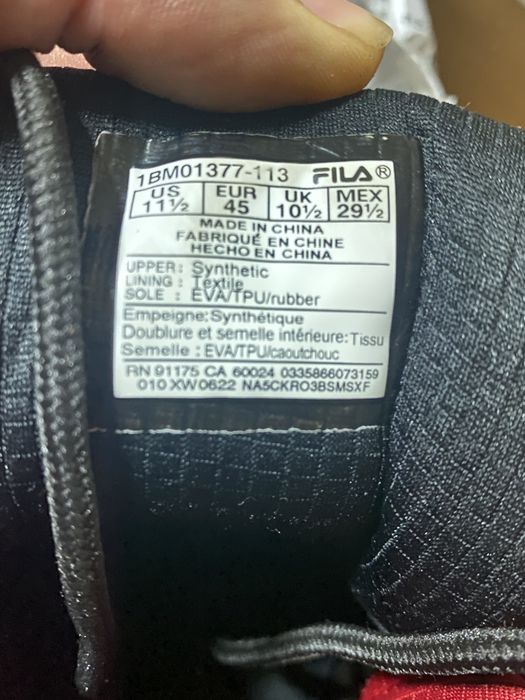 1BM01377-113 FILA®
US EUR UK MEX
11½ 45 10½ 29½
MADE IN CHINA
FABRIQUÉ EN CHINE
HECHO EN CHINA
UPPER: Synthetic
LINING: Textile
SOLE : EVA/TPU/rubber
Empeigne: Synthétique
Doublure et semelle intérieure: Tissu
Semelle : EVA/TPU/caoutchouc
RN 91175 CA 60024 0335866073159
010 XW0622 NA5CKRO3BSMSXF